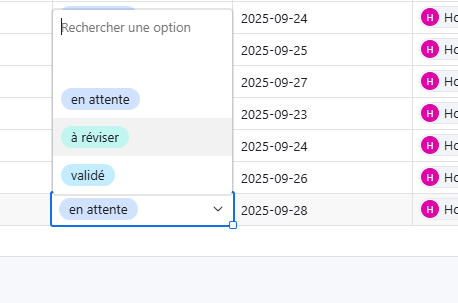 2025-09-24
Rechercher une option
2025-09-25
2025-09-27
en attente
2025-09-23
à réviser
2025-09-24
validé
2025-09-26
en attente
2025-09-28
H
Ho
H
Ho
H
Ho
H
Ho
H
Ho
H
Ho
H
Ho